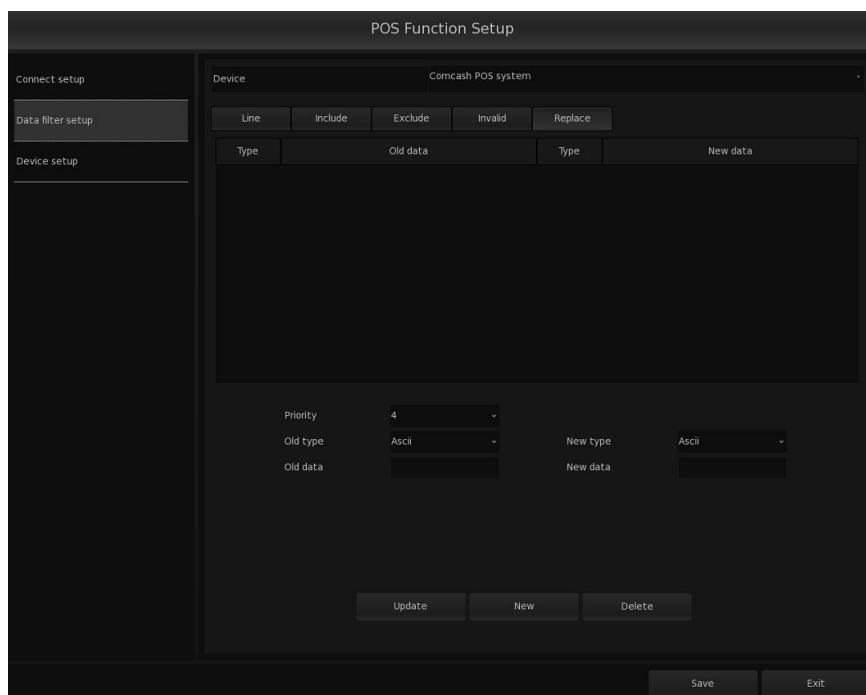 POS Function Setup
Connect setup
Data filter setup
Device setup
Device Comcash POS system
Line Include Exclude Invalid Replace
Type Old data Type New data
Priority 4
Old type Ascii New type Ascii
Old data New data
Update New Delete
Save Exit